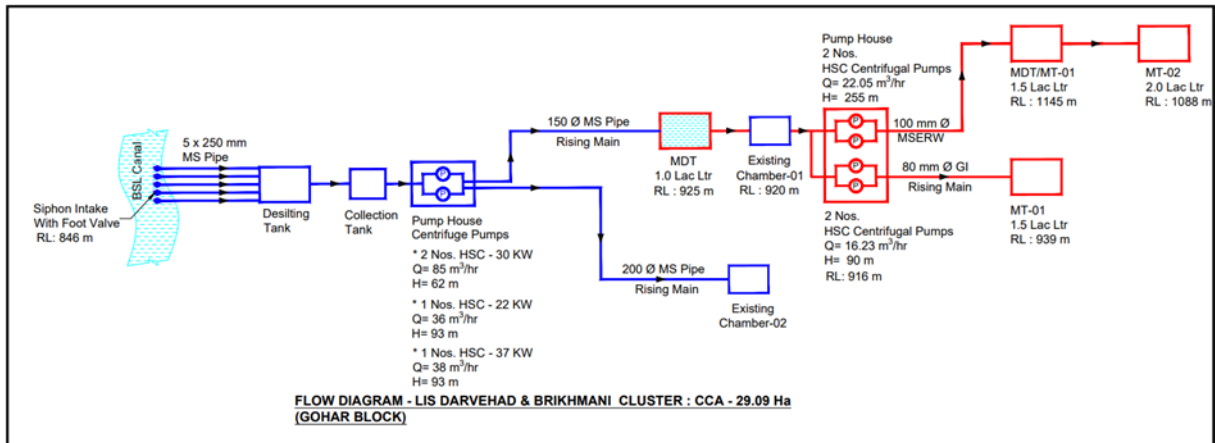 BSL Canal
5 x 250 mm
MS Pipe
Siphon Intake
With Foot Valve
RL: 846 m
Desilting
Tank
Collection
Tank
P
P
Pump House
Centrifuge Pumps
* 2 Nos. HSC - 30 KW
Q= 85 m³/hr
H= 62 m
* 1 Nos. HSC - 22 KW
Q= 36 m³/hr
H= 93 m
* 1 Nos. HSC - 37 KW
Q= 38 m³/hr
H= 93 m
150 Ø MS Pipe
Rising Main
200 Ø MS Pipe
Rising Main
Existing
Chamber-02
MDT
1.0 Lac Ltr
RL : 925 m
Existing
Chamber-01
RL : 920 m
Pump House
2 Nos.
HSC Centrifugal Pumps
Q= 22.05 m³/hr
H= 255 m
P
P
P
P
2 Nos.
HSC Centrifugal Pumps
Q= 16.23 m³/hr
H= 90 m
RL: 916 m
100 mm Ø
MSERW
80 mm Ø GI
Rising Main
MDT/MT-01
1.5 Lac Ltr
RL : 1145 m
MT-02
2.0 Lac Ltr
RL : 1088 m
MT-01
1.5 Lac Ltr
RL : 939 m
FLOW DIAGRAM - LIS DARVEHAD & BRIKHMANI CLUSTER : CCA - 29.09 Ha
(GOHAR BLOCK)